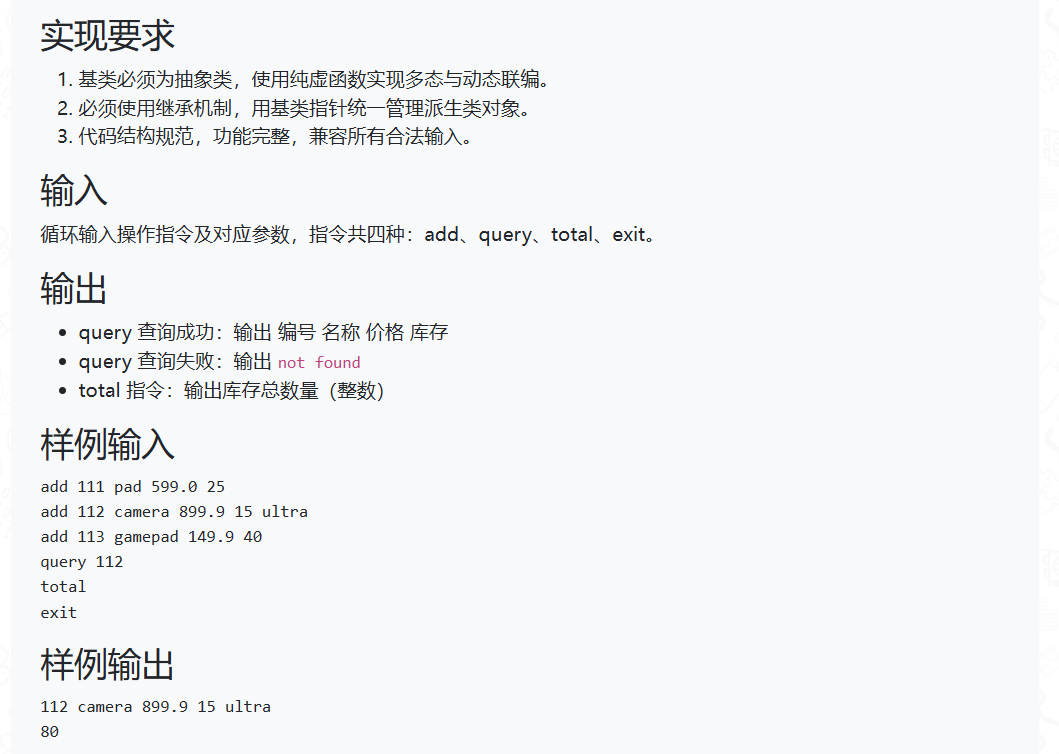 实现要求
1. 基类必须为抽象类，使用纯虚函数实现多态与动态联编。
2. 必须使用继承机制，用基类指针统一管理派生类对象。
3. 代码结构规范，功能完整，兼容所有合法输入。
输入
循环输入操作指令及对应参数，指令共四种：add、query、total、exit。
输出
• query 查询成功：输出 编号 名称 价格 库存
• query 查询失败：输出 not found
• total 指令：输出库存总数量（整数）
样例输入
add 111 pad 599.0 25
add 112 camera 899.9 15 ultra
add 113 gamepad 149.9 40
query 112
total
exit
样例输出
112 camera 899.9 15 ultra
80